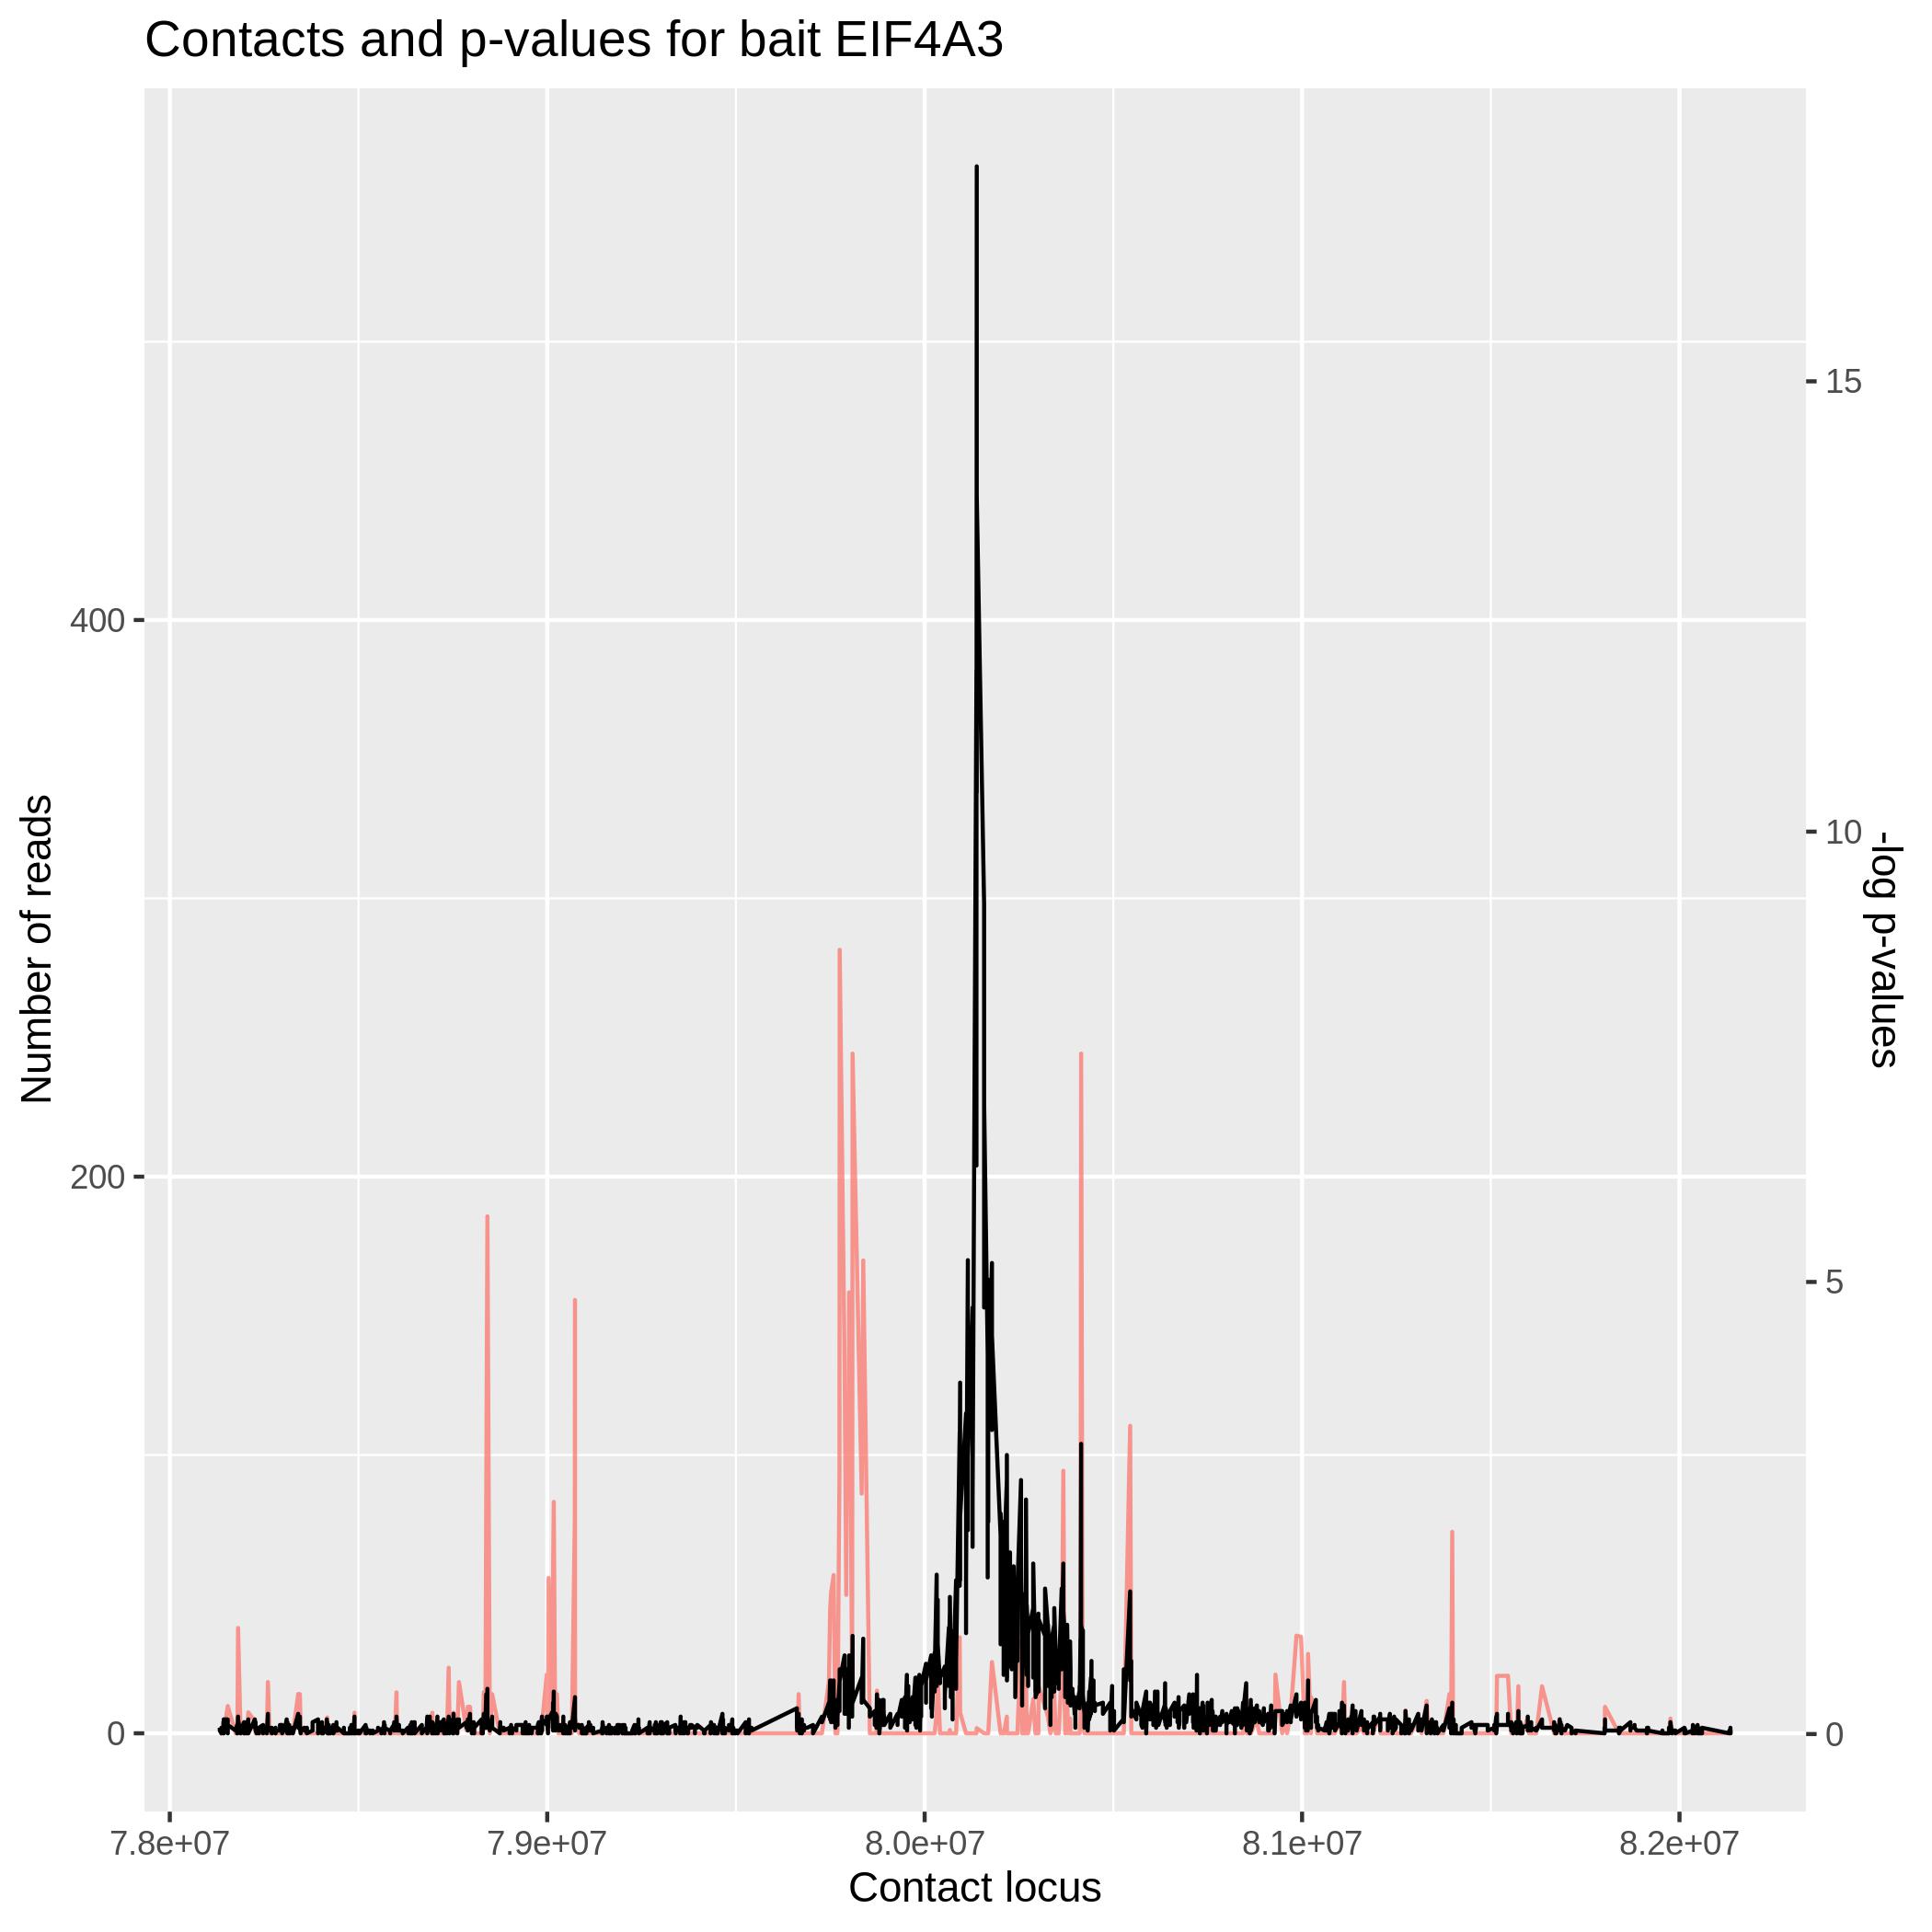 Contacts and p-values for bait EIF4A3
Number of reads
400
200
0
15
10
5
0
-log p-values
7.8e+07
7.9e+07
8.0e+07
8.1e+07
8.2e+07
Contact locus